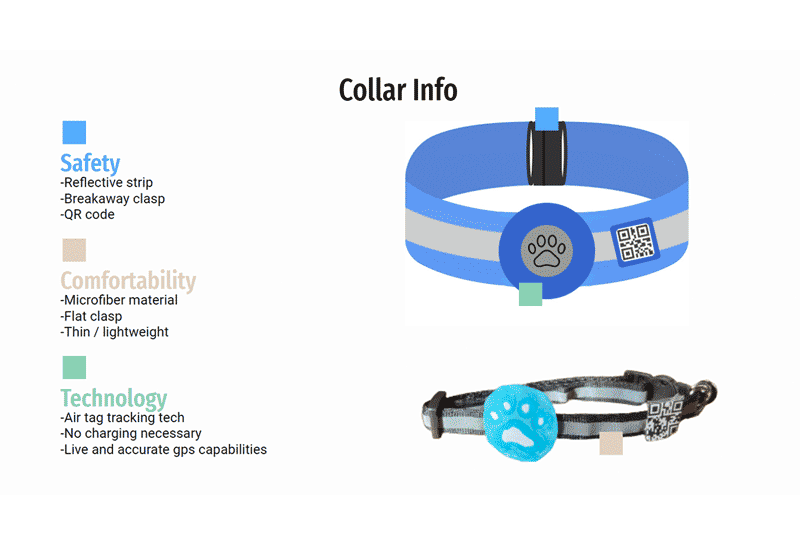 Collar Info
Safety
-Reflective strip
-Breakaway clasp
-QR code
Comfortability
-Microfiber material
-Flat clasp
-Thin / lightweight
Technology
-Air tag tracking tech
-No charging necessary
-Live and accurate gps capabilities